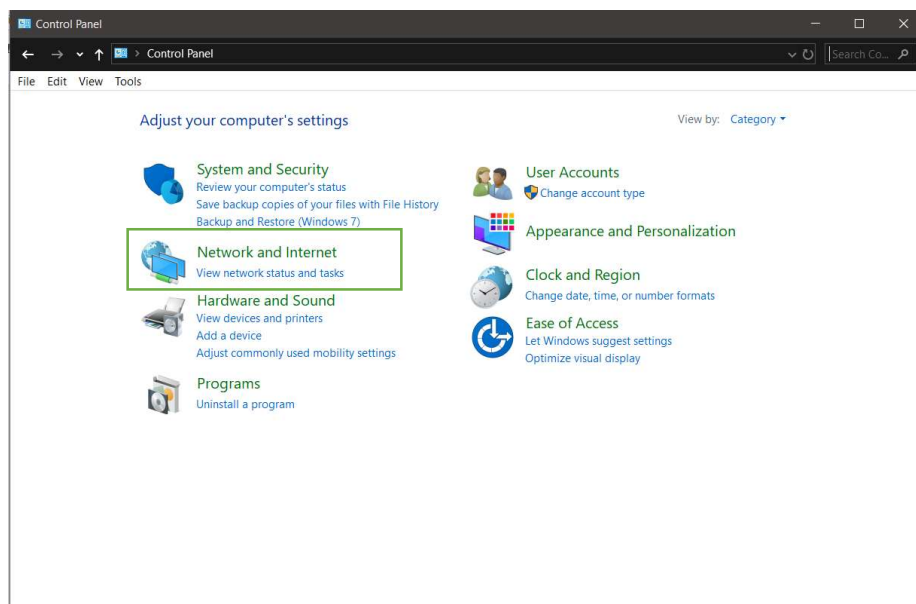 Control Panel
Control Panel
Search Co...
File Edit View Tools
Adjust your computer's settings
View by: Category
System and Security
Review your computer's status
Save backup copies of your files with File History
Backup and Restore (Windows 7)
Network and Internet
View network status and tasks
Hardware and Sound
View devices and printers
Add a device
Adjust commonly used mobility settings
Programs
Uninstall a program
User Accounts
Change account type
Appearance and Personalization
Clock and Region
Change date, time, or number formats
Ease of Access
Let Windows suggest settings
Optimize visual display